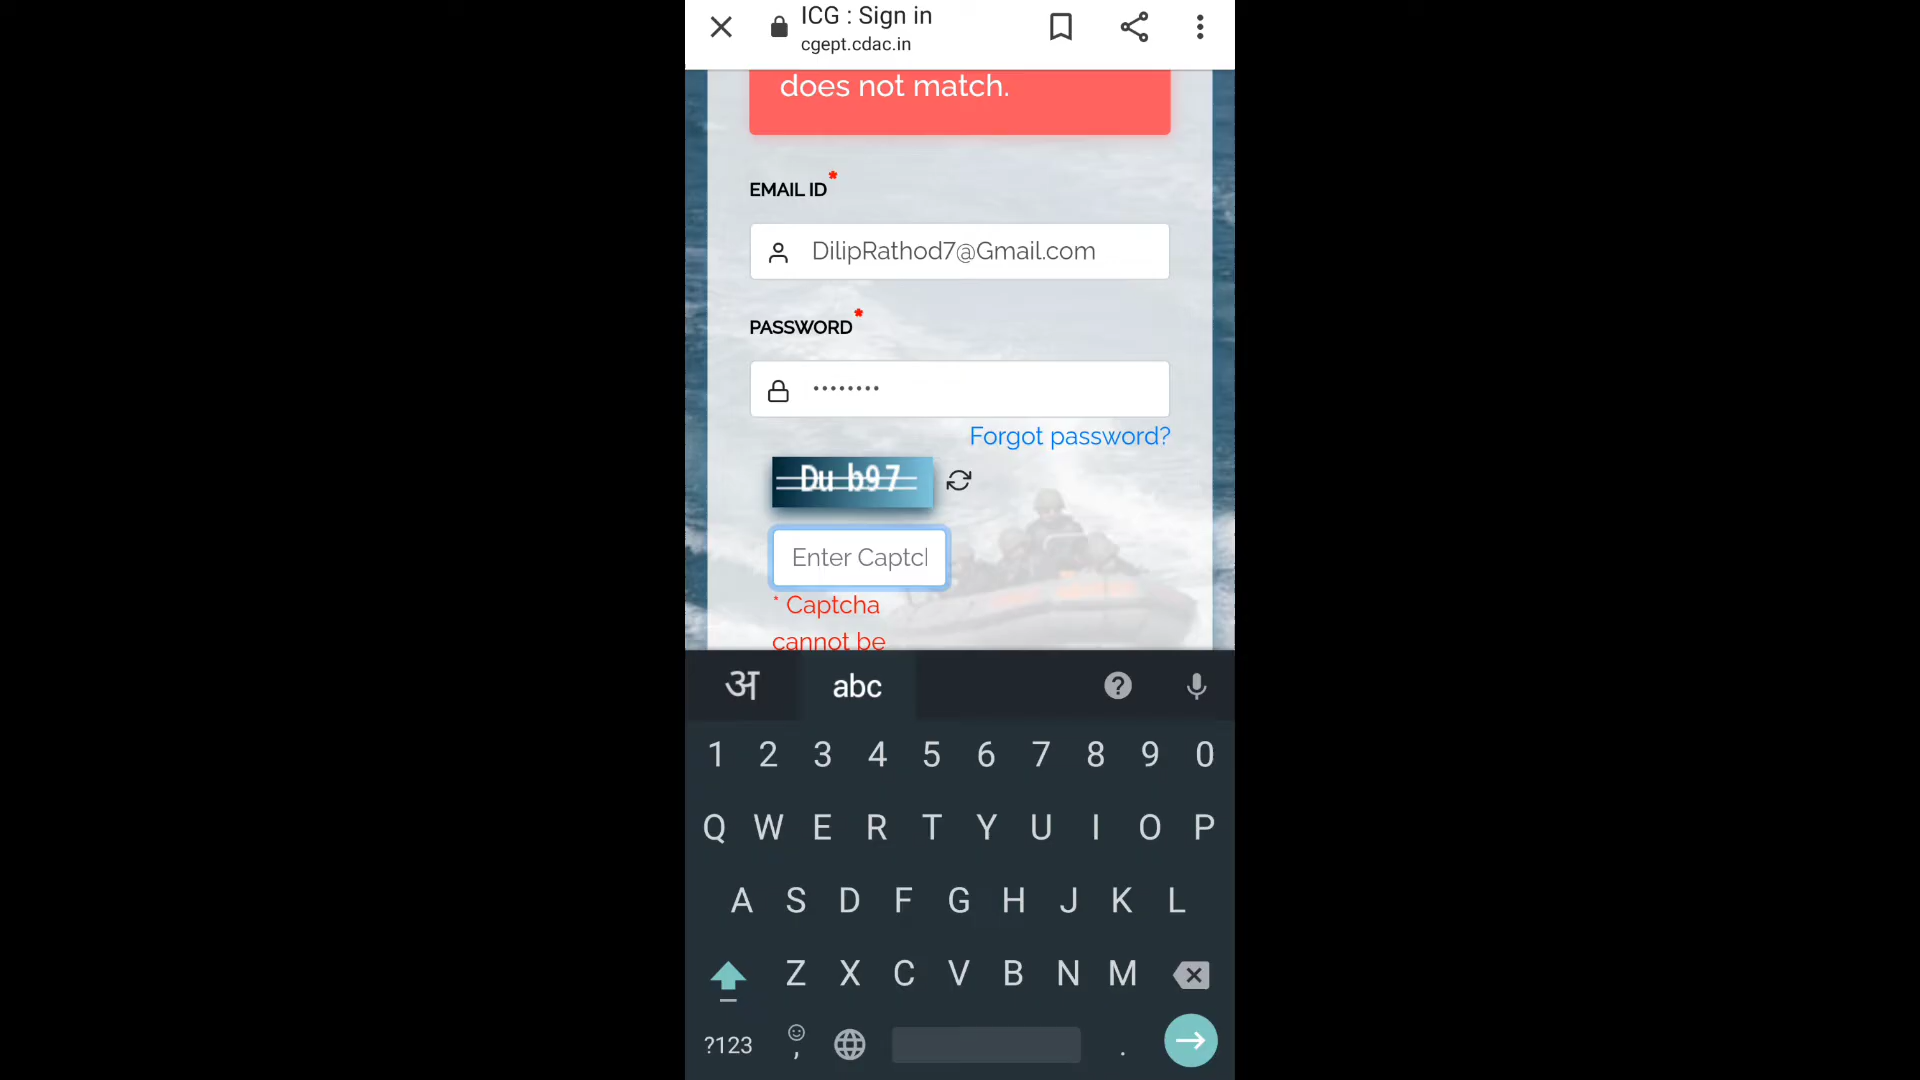 ICG : Sign in
cgept.cdac.in
does not match.
EMAIL ID*
DilipRathod7@Gmail.com
PASSWORD*
••••••••
Forgot password?
Du b97
Enter Captcl
* Captcha
cannot be
अ abc
1 2 3 4 5 6 7 8 9 0
Q W E R T Y U I O P
A S D F G H J K L
Z X C V B N M
?123 , .